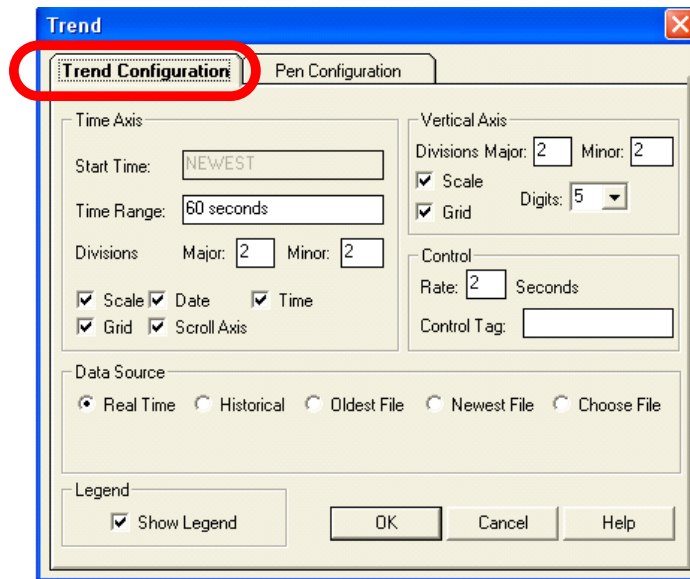 Trend
Trend Configuration
Pen Configuration
Time Axis
Start Time: NEWEST
Time Range: 60 seconds
Divisions Major: 2 Minor: 2
Scale Date Time
Grid Scroll Axis
Vertical Axis
Divisions Major: 2 Minor: 2
Scale
Digits: 5
Grid
Control
Rate: 2 Seconds
Control Tag:
Data Source
Real Time Historical Oldest File Newest File Choose File
Legend
Show Legend
OK Cancel Help